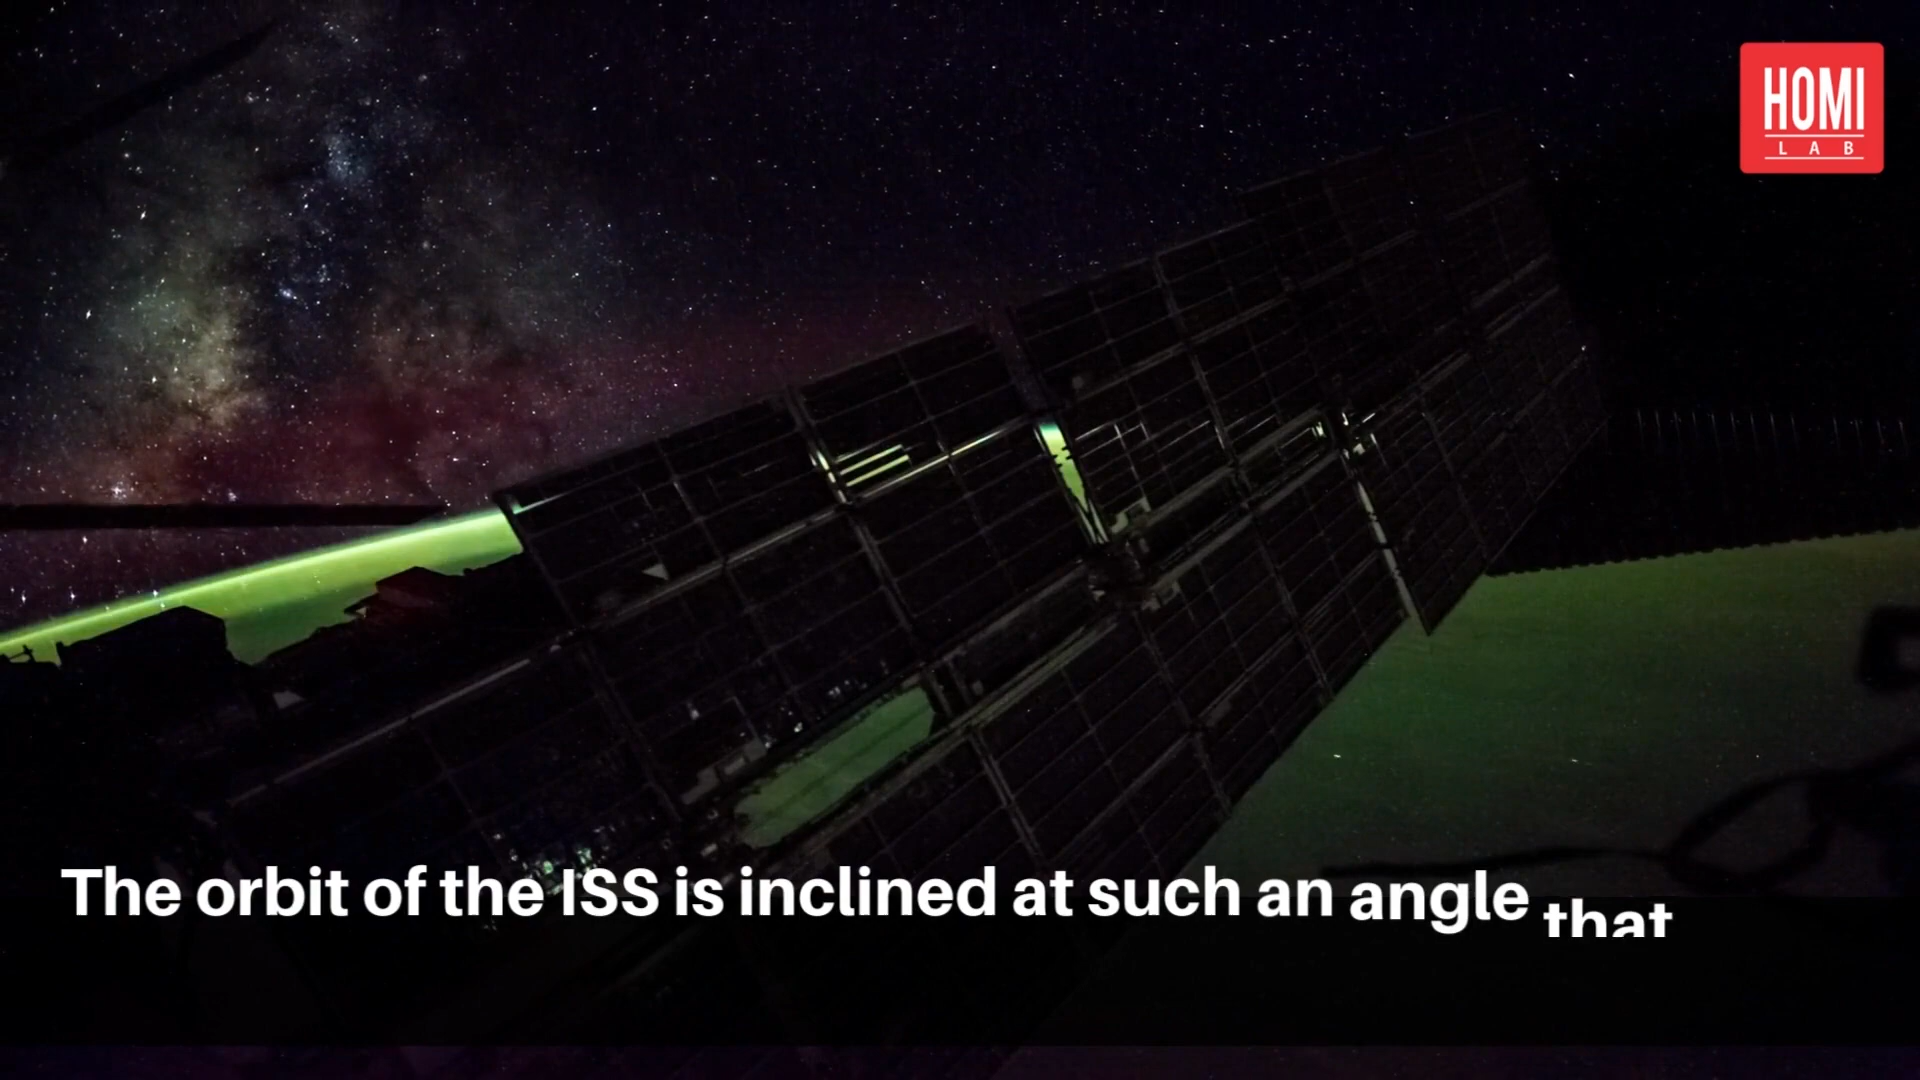 HOMI
LAB
The orbit of the ISS is inclined at such an angle that